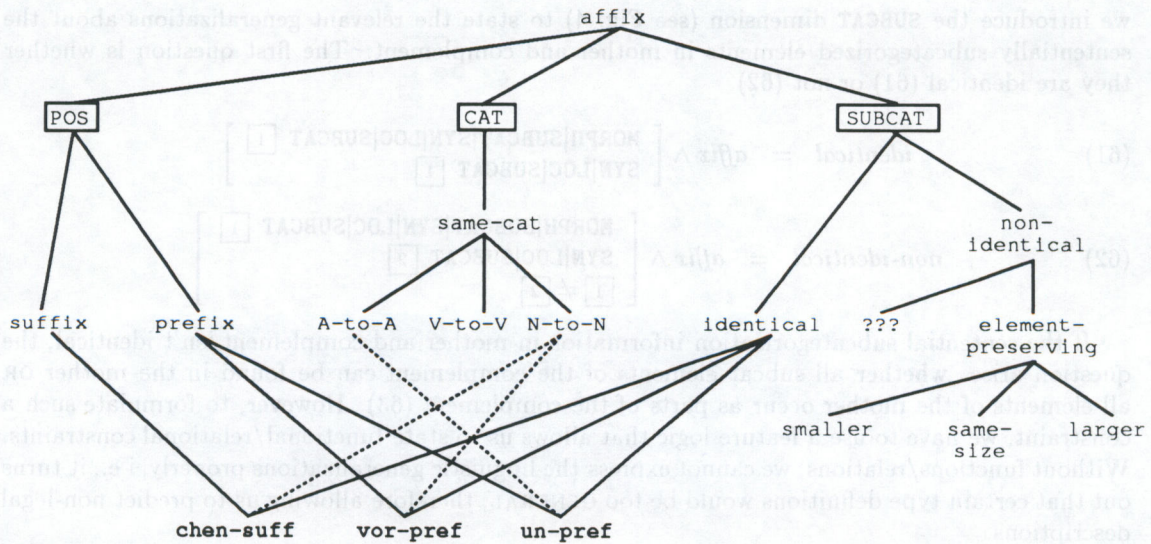 affix
POS CAT SUBCAT
same-cat non-
identical
suffix prefix A-to-A V-to-V N-to-N identical ??? element-
preserving
smaller same- larger
size
chen-suff vor-pref un-pref